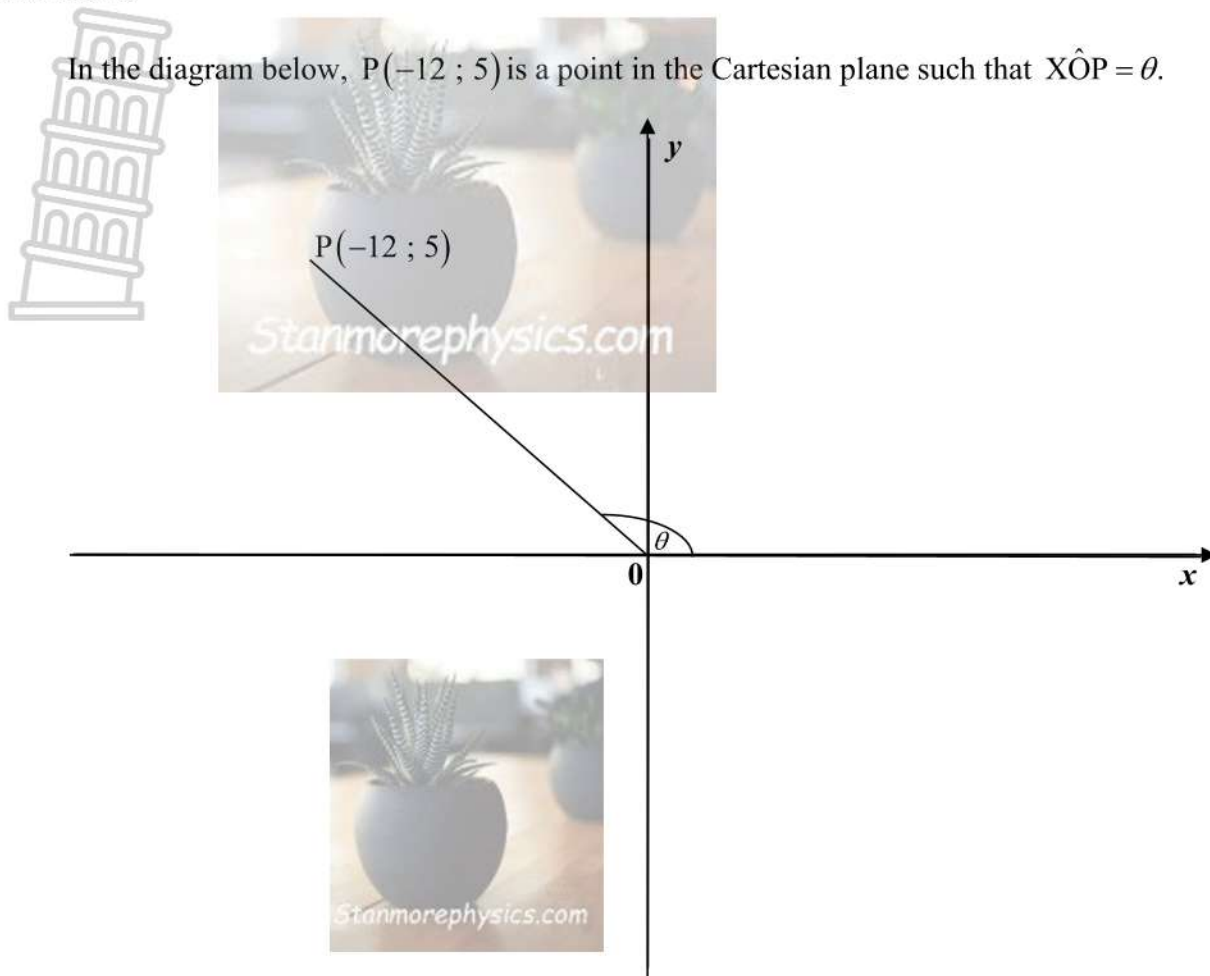 In the diagram below, P(−12 ; 5) is a point in the Cartesian plane such that XÔP = θ.
y
P(−12 ; 5)
Stanmorephysics.com
θ
0
x
Stanmorephysics.com